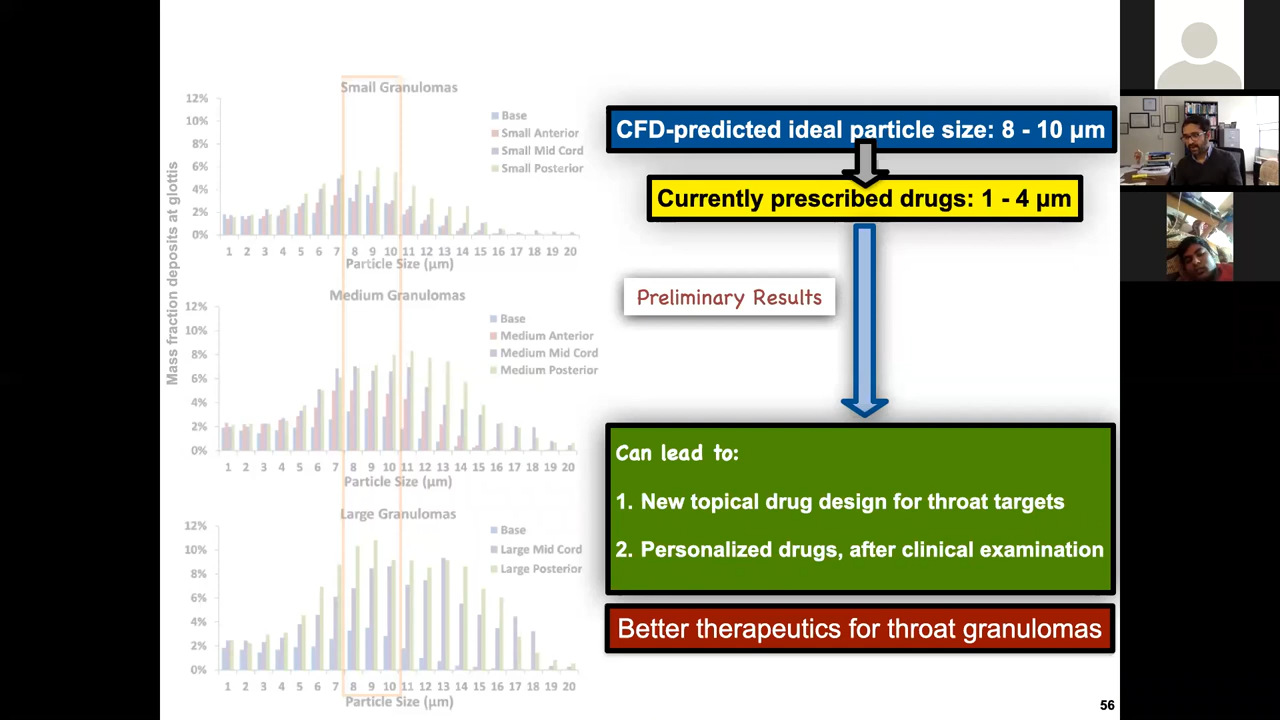 Mass fraction deposits at glottis
Small Granulomas
12%
10%
8%
6%
4%
2%
0%
Base
Small Anterior
Small Mid Cord
Small Posterior
1 2 3 4 5 6 7 8 9 10 11 12 13 14 15 16 17 18 19 20
Particle Size (μm)
Medium Granulomas
12%
10%
8%
6%
4%
2%
0%
Base
Medium Anterior
Medium Mid Cord
Medium Posterior
1 2 3 4 5 6 7 8 9 10 11 12 13 14 15 16 17 18 19 20
Particle Size (μm)
Large Granulomas
12%
10%
8%
6%
4%
2%
0%
Base
Large Mid Cord
Large Posterior
1 2 3 4 5 6 7 8 9 10 11 12 13 14 15 16 17 18 19 20
Particle Size (μm)
CFD-predicted ideal particle size: 8 - 10 μm
Currently prescribed drugs: 1 - 4 μm
Preliminary Results
Can lead to:
1. New topical drug design for throat targets
2. Personalized drugs, after clinical examination
Better therapeutics for throat granulomas
56